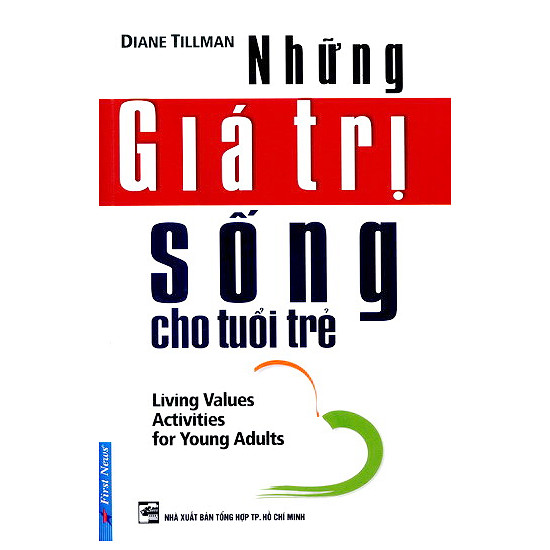 DIANE TILLMAN
Những
Giá trị
sống
cho tuổi trẻ
Living Values
Activities
for Young Adults
First News
NHÀ XUẤT BẢN TỔNG HỢP TP. HỒ CHÍ MINH